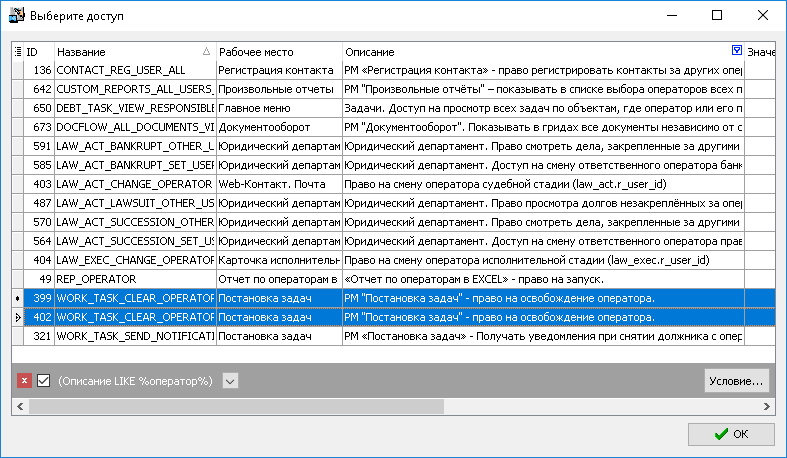 Выберите доступ
ID Название Рабочее место Описание Значе
136 CONTACT_REG_USER_ALL Регистрация контакта РМ «Регистрация контакта» - право регистрировать контакты за других опер
642 CUSTOM_REPORTS_ALL_USERS_ Произвольные отчеты РМ "Произвольные отчёты" – показывать в списке выбора операторов всех п
650 DEBT_TASK_VIEW_RESPONSIBLE Главное меню Задачи. Доступ на просмотр всех задач по объектам, где оператор или его п
673 DOCFLOW_ALL_DOCUMENTS_VI Документооборот РМ "Документооборот". Показывать в гридах все документы независимо от о
591 LAW_ACT_BANKRUPT_OTHER_U Юридический департам Юридический департамент. Право смотреть дела, закрепленные за другими
585 LAW_ACT_BANKRUPT_SET_USER Юридический департам Юридический департамент. Доступ на смену ответственного оператора банк
403 LAW_ACT_CHANGE_OPERATOR Web-Контакт. Почта Право на смену оператора судебной стадии (law_act.r_user_id)
487 LAW_ACT_LAWSUIT_OTHER_US Юридический департам Юридический департамент. Право просмотра долгов незакреплённых за опе
570 LAW_ACT_SUCCESSION_OTHER Юридический департам Юридический департамент. Право смотреть дела, закрепленные за другими
564 LAW_ACT_SUCCESSION_SET_US Юридический департам Юридический департамент. Доступ на смену ответственного оператора прав
404 LAW_EXEC_CHANGE_OPERATOR Карточка исполнительн Право на смену оператора исполнительной стадии (law_exec.r_user_id)
49 REP_OPERATOR Отчет по операторам в «Отчет по операторам в EXCEL» - право на запуск.
399 WORK_TASK_CLEAR_OPERATOR Постановка задач РМ "Постановка задач" - право на освобождение оператора.
402 WORK_TASK_CLEAR_OPERATOR Постановка задач РМ "Постановка задач" - право на освобождение оператора.
321 WORK_TASK_SEND_NOTIFICATI Постановка задач РМ «Постановка задач» - Получать уведомления при снятии должника с опер
(Описание LIKE %оператор%) Условие...
OK